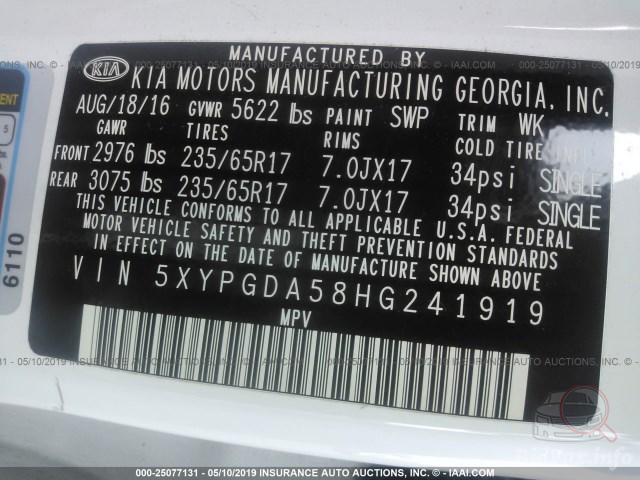 MANUFACTURED BY
KIA KIA MOTORS MANUFACTURING GEORGIA, INC.
AUG/18/16 GVWR 5622 lbs PAINT SWP TRIM WK
GAWR TIRES RIMS COLD TIRE
FRONT 2976 lbs 235/65R17 7.0JX17 34psi SINGLE
REAR 3075 lbs 235/65R17 7.0JX17 34psi SINGLE
THIS VEHICLE CONFORMS TO ALL APPLICABLE U.S.A. FEDERAL
MOTOR VEHICLE SAFETY AND THEFT PREVENTION STANDARDS
IN EFFECT ON THE DATE OF MANUFACTURE SHOWN ABOVE.
VIN 5XYPGDA58HG241919
MPV
6110
5
000-25077131 - 05/10/2019 INSURANCE AUTO AUCTIONS INC. - © - IAAI.COM